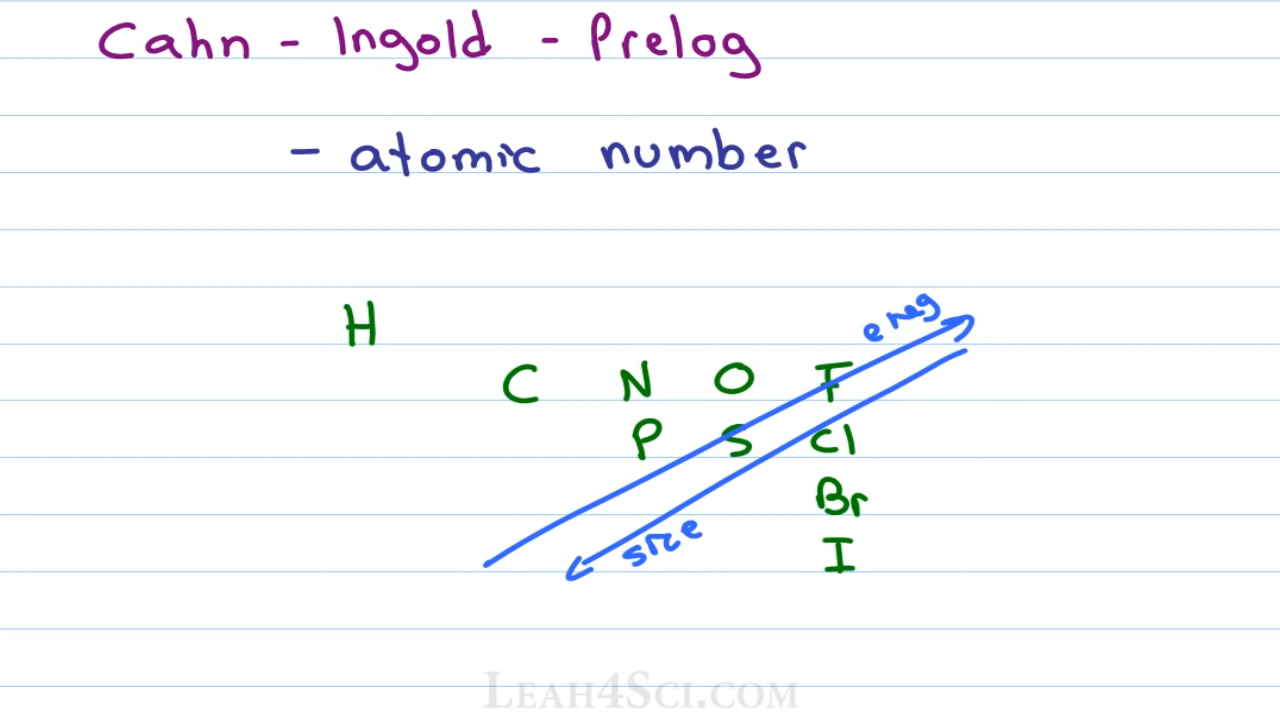 Cahn - Ingold - Prelog
- atomic number
H
eneg
C N O F
P S Cl
Br
size
I
LEAH4SCI.COM